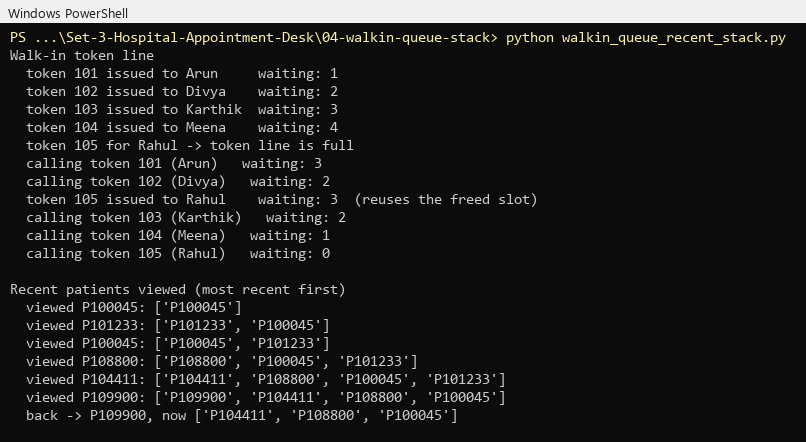 Windows PowerShell
PS ...\Set-3-Hospital-Appointment-Desk\04-walkin-queue-stack> python walkin_queue_recent_stack.py
Walk-in token line
  token 101 issued to Arun     waiting: 1
  token 102 issued to Divya    waiting: 2
  token 103 issued to Karthik  waiting: 3
  token 104 issued to Meena    waiting: 4
  token 105 for Rahul -> token line is full
  calling token 101 (Arun)   waiting: 3
  calling token 102 (Divya)   waiting: 2
  token 105 issued to Rahul    waiting: 3  (reuses the freed slot)
  calling token 103 (Karthik)   waiting: 2
  calling token 104 (Meena)   waiting: 1
  calling token 105 (Rahul)   waiting: 0

Recent patients viewed (most recent first)
  viewed P100045: ['P100045']
  viewed P101233: ['P101233', 'P100045']
  viewed P100045: ['P100045', 'P101233']
  viewed P108800: ['P108800', 'P100045', 'P101233']
  viewed P104411: ['P104411', 'P108800', 'P100045', 'P101233']
  viewed P109900: ['P109900', 'P104411', 'P108800', 'P100045']
  back -> P109900, now ['P104411', 'P108800', 'P100045']